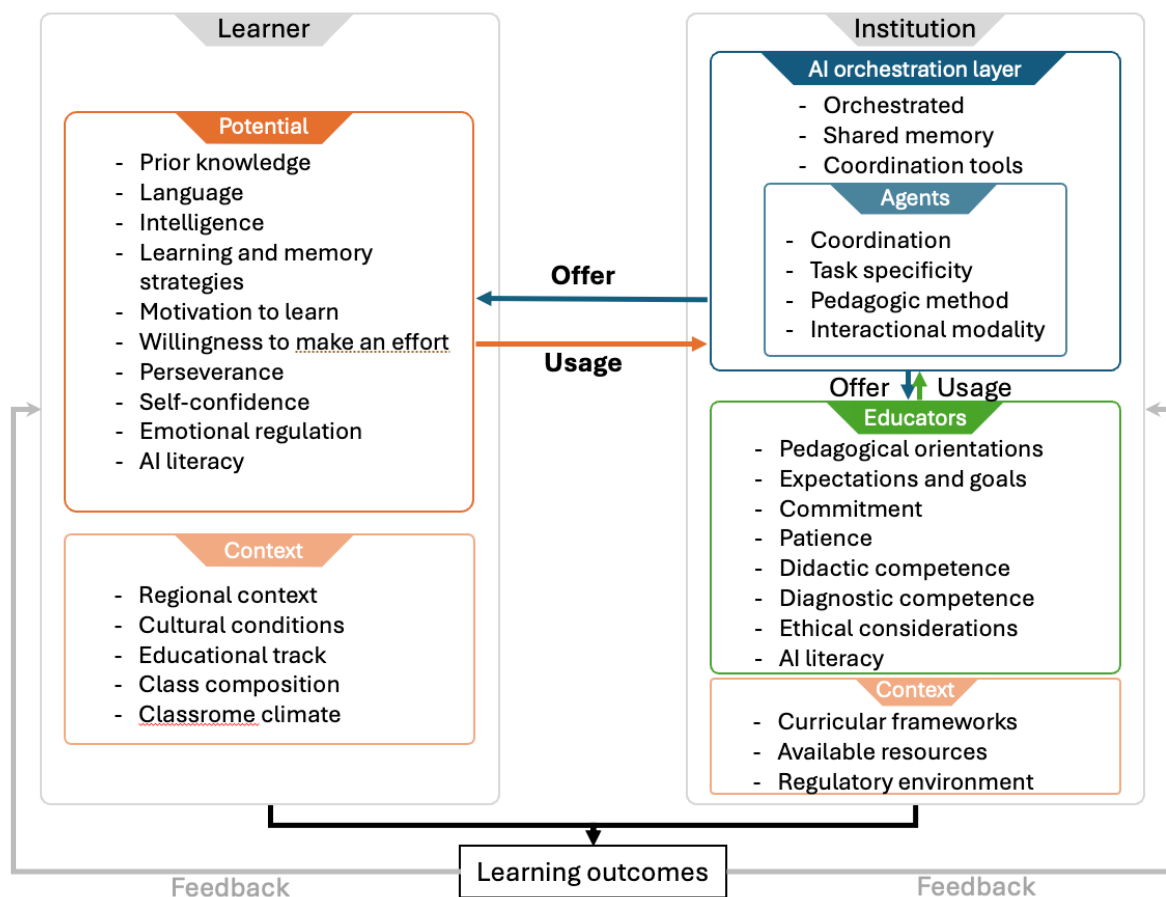 Learner
Potential
- Prior knowledge
- Language
- Intelligence
- Learning and memory
strategies
- Motivation to learn
- Willingness to make an effort
- Perseverance
- Self-confidence
- Emotional regulation
- AI literacy
Context
- Regional context
- Cultural conditions
- Educational track
- Class composition
- Classrome climate
Offer
Usage
Institution
AI orchestration layer
- Orchestrated
- Shared memory
- Coordination tools
Agents
- Coordination
- Task specificity
- Pedagogic method
- Interactional modality
Offer Usage
Educators
- Pedagogical orientations
- Expectations and goals
- Commitment
- Patience
- Didactic competence
- Diagnostic competence
- Ethical considerations
- AI literacy
Context
- Curricular frameworks
- Available resources
- Regulatory environment
Learning outcomes
Feedback
Feedback